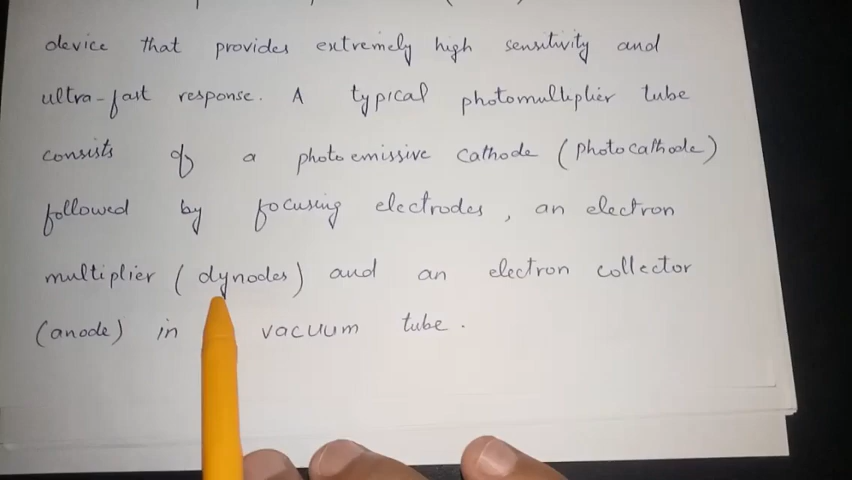 device that provides extremely high sensitivity and
ultra-fast response. A typical photomultiplier tube
consists of a photoemissive cathode (photocathode)
followed by focusing electrodes, an electron
multiplier (dynodes) and an electron collector
(anode) in vacuum tube.